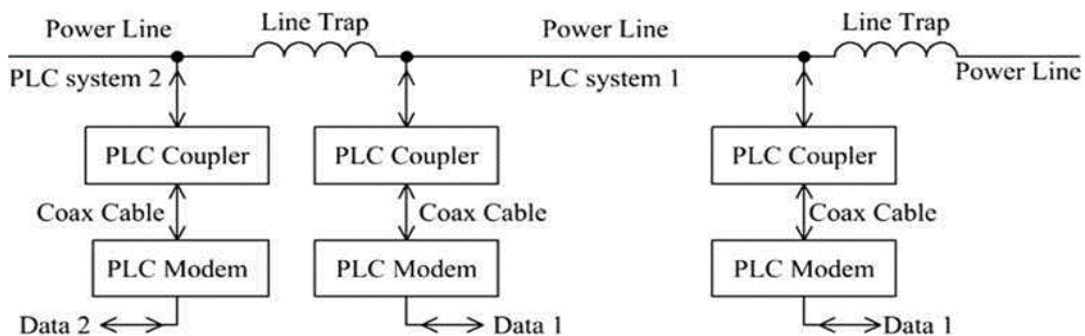 Line Trap
Line Trap
Power Line
Power Line
PLC system 2
PLC system 1
Power Line
PLC Coupler
PLC Coupler
PLC Coupler
Coax Cable
Coax Cable
Coax Cable
PLC Modem
PLC Modem
PLC Modem
Data 2
Data 1
Data 1